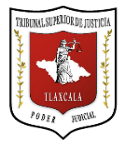 TRIBUNAL SUPERIOR DE JUSTICIA
TLAXCALA
PODER JUDICIAL